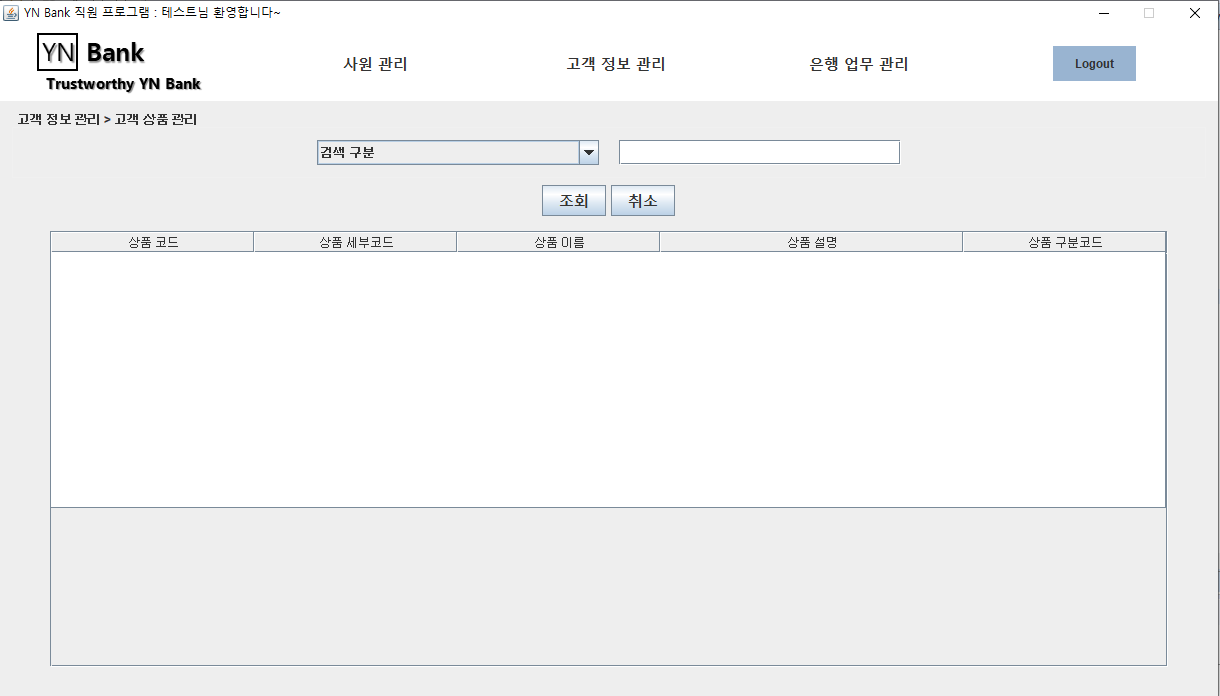 YN Bank 직원 프로그램 : 테스트님 환영합니다~
YN Bank
Trustworthy YN Bank
사원 관리 고객 정보 관리 은행 업무 관리 Logout
고객 정보 관리 > 고객 상품 관리
검색 구분
조회 취소
상품 코드 상품 세부코드 상품 이름 상품 설명 상품 구분코드